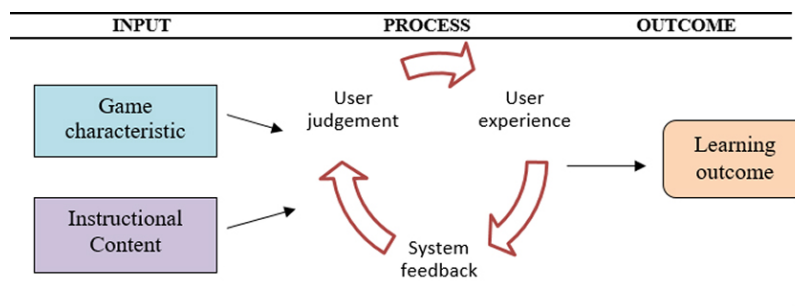 INPUT PROCESS OUTCOME
Game
characteristic
Instructional
Content
User
judgement
User
experience
System
feedback
Learning
outcome